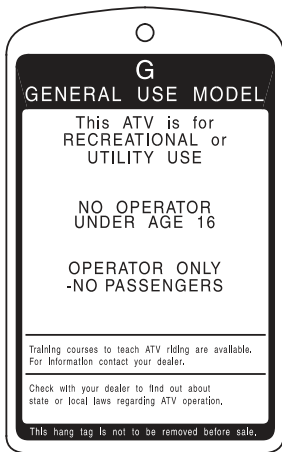 G
GENERAL USE MODEL
This ATV is for
RECREATIONAL or
UTILITY USE
NO OPERATOR
UNDER AGE 16
OPERATOR ONLY
-NO PASSENGERS
Training courses to teach ATV riding are available.
For Information contact your dealer.
Check with your dealer to find out about
state or local laws regarding ATV operation.
This hang tag is not to be removed before sale.